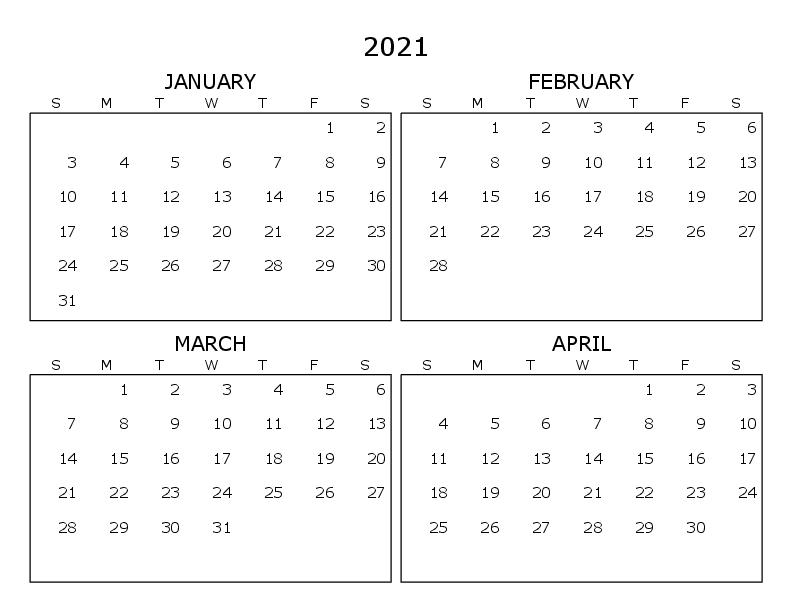 2021
JANUARY
S M T W T F S
1 2
3 4 5 6 7 8 9
10 11 12 13 14 15 16
17 18 19 20 21 22 23
24 25 26 27 28 29 30
31
FEBRUARY
S M T W T F S
1 2 3 4 5 6
7 8 9 10 11 12 13
14 15 16 17 18 19 20
21 22 23 24 25 26 27
28
MARCH
S M T W T F S
1 2 3 4 5 6
7 8 9 10 11 12 13
14 15 16 17 18 19 20
21 22 23 24 25 26 27
28 29 30 31
APRIL
S M T W T F S
1 2 3
4 5 6 7 8 9 10
11 12 13 14 15 16 17
18 19 20 21 22 23 24
25 26 27 28 29 30